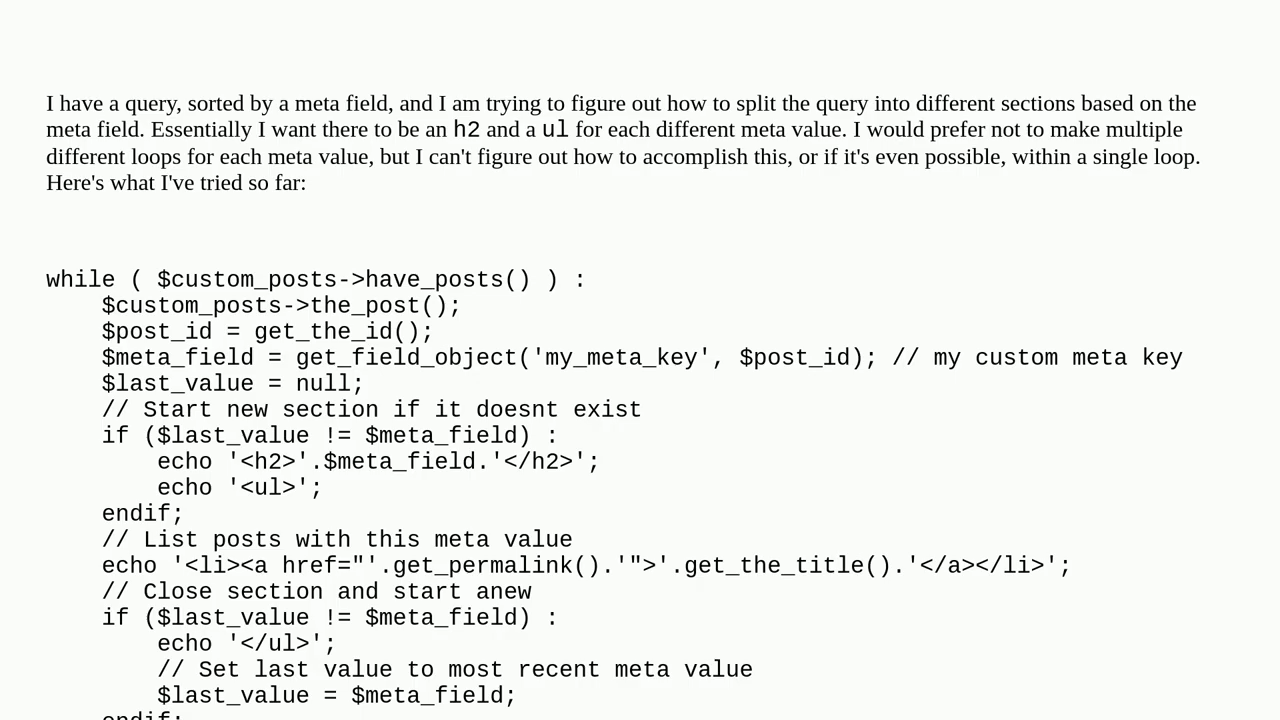 I have a query, sorted by a meta field, and I am trying to figure out how to split the query into different sections based on the
meta field. Essentially I want there to be an h2 and a ul for each different meta value. I would prefer not to make multiple
different loops for each meta value, but I can't figure out how to accomplish this, or if it's even possible, within a single loop.
Here's what I've tried so far:
while ( $custom_posts->have_posts() ) :
    $custom_posts->the_post();
    $post_id = get_the_id();
    $meta_field = get_field_object('my_meta_key', $post_id); // my custom meta key
    $last_value = null;
    // Start new section if it doesnt exist
    if ($last_value != $meta_field) :
        echo '<h2>'.$meta_field.'</h2>';
        echo '<ul>';
    endif;
    // List posts with this meta value
    echo '<li><a href="'.get_permalink().'">'.get_the_title().'</a></li>';
    // Close section and start anew
    if ($last_value != $meta_field) :
        echo '</ul>';
        // Set last value to most recent meta value
        $last_value = $meta_field;
    endif;